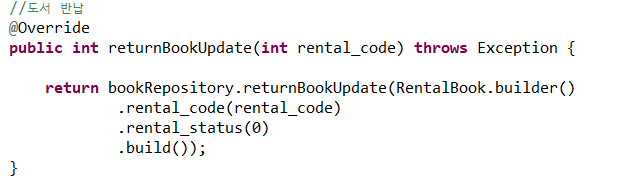 //도서 반납
@Override
public int returnBookUpdate(int rental_code) throws Exception {
return bookRepository.returnBookUpdate(RentalBook.builder()
.rental_code(rental_code)
.rental_status(0)
.build());
}